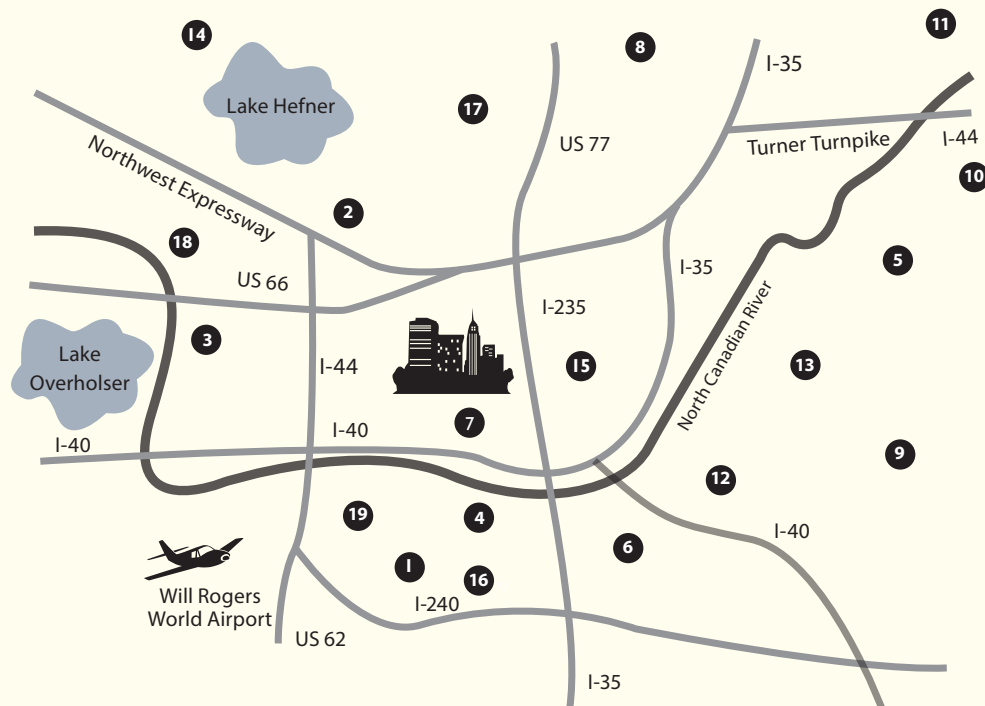 11
14
8
I-35
Lake Hefner
17
US 77
Turner Turnpike
I-44
Northwest Expressway
10
2
18
5
I-35
US 66
I-235
North Canadian River
3
Lake
Overholser
I-44
15
13
7
I-40
I-40
9
12
19
4
I-40
6
1
16
Will Rogers
World Airport
I-240
US 62
I-35